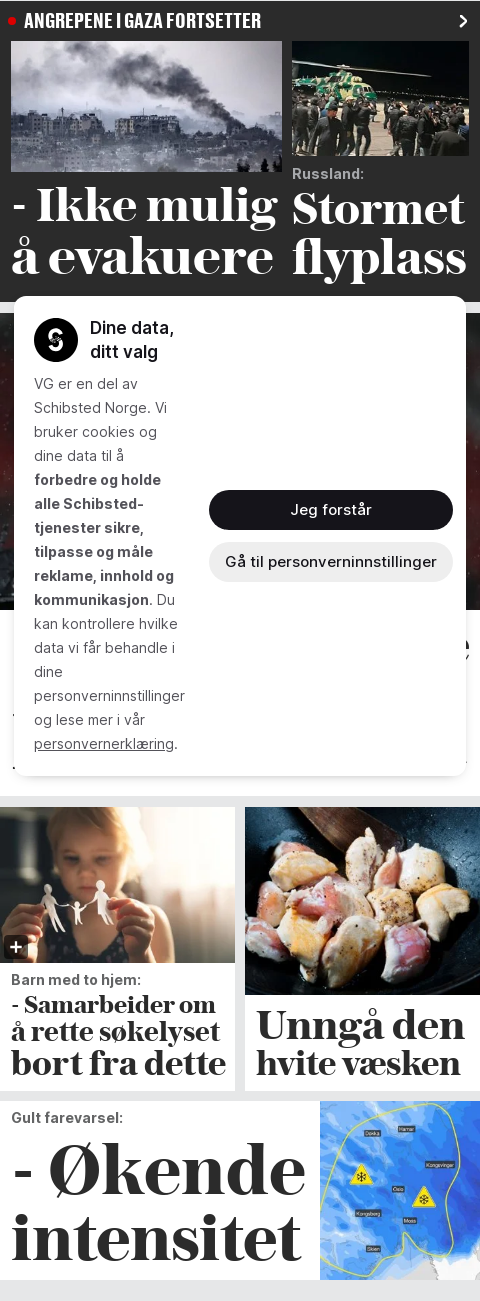 ANGREPENE I GAZA FORTSETTER
- Ikke mulig
å evakuere
Russland:
Stormet
flyplass
Dine data,
ditt valg
VG er en del av
Schibsted Norge. Vi
bruker cookies og
dine data til å
forbedre og holde
alle Schibsted-
tjenester sikre,
tilpasse og måle
reklame, innhold og
kommunikasjon. Du
kan kontrollere hvilke
data vi får behandle i
dine
personverninnstillinger
og lese mer i vår
personvernerklæring.
Jeg forstår
Gå til personverninnstillinger
Barn med to hjem:
- Samarbeider om
å rette søkelyset
bort fra dette
Unngå den
hvite væsken
Gult farevarsel:
- Økende
intensitet
Dokka
Hamar
Kongsvinger
Oslo
Kongsberg
Moss
Skien